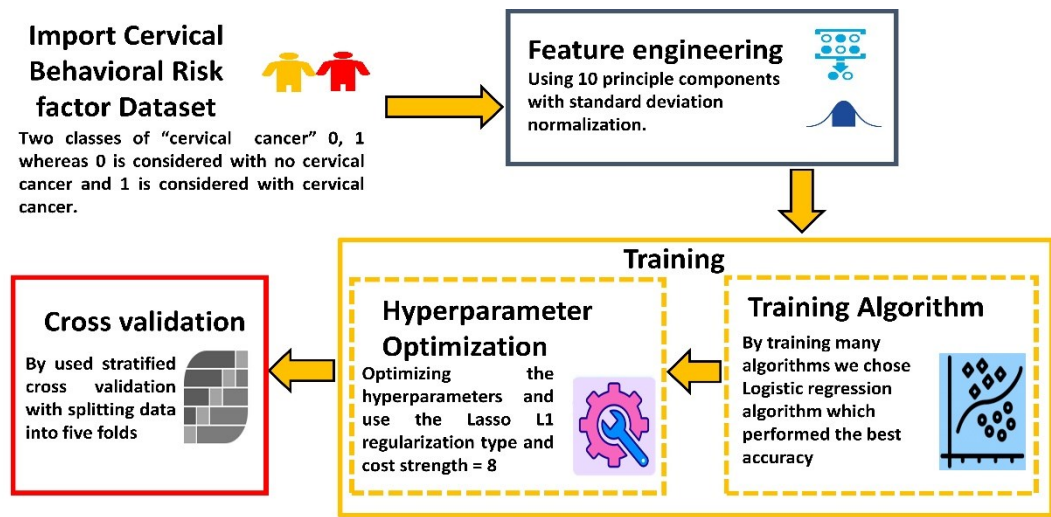 Import Cervical
Behavioral Risk
factor Dataset
Two classes of “cervical cancer” 0, 1
whereas 0 is considered with no cervical
cancer and 1 is considered with cervical
cancer.
Feature engineering
Using 10 principle components
with standard deviation
normalization.
Training
Training Algorithm
By training many
algorithms we chose
Logistic regression
algorithm which
performed the best
accuracy
Hyperparameter
Optimization
Optimizing the
hyperparameters and
use the Lasso L1
regularization type and
cost strength = 8
Cross validation
By used stratified
cross validation
with splitting data
into five folds